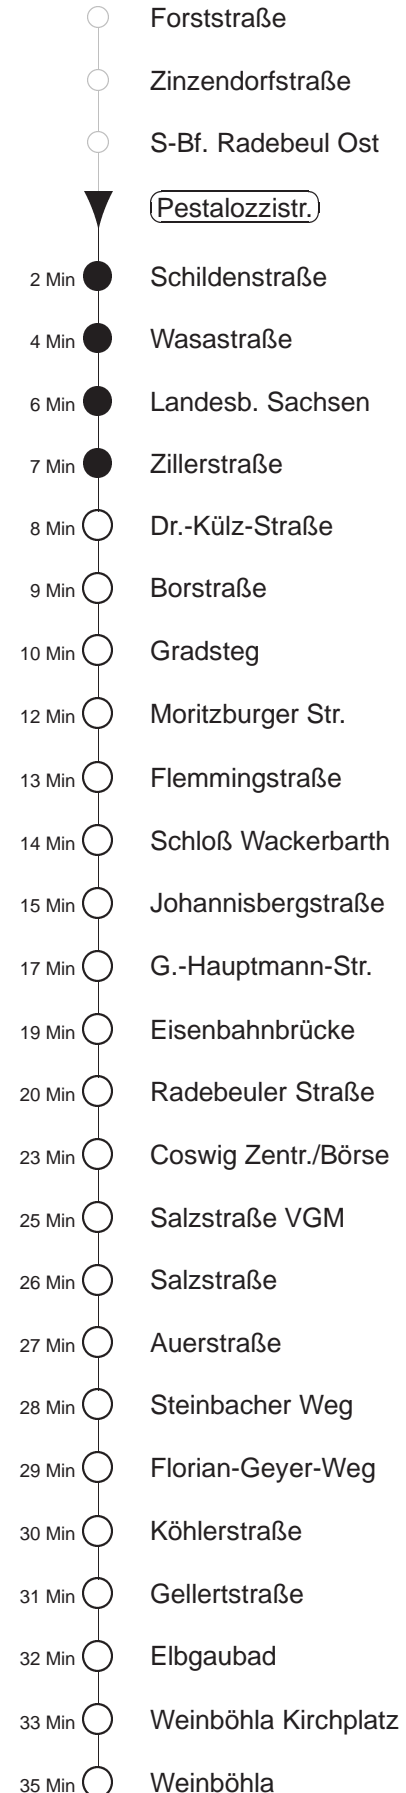 Forststraße
Zinzendorfstraße
S-Bf. Radebeul Ost
Pestalozzistr.
2 Min Schildenstraße
4 Min Wasastraße
6 Min Landesb. Sachsen
7 Min Zillerstraße
8 Min Dr.-Külz-Straße
9 Min Borstraße
10 Min Gradsteg
12 Min Moritzburger Str.
13 Min Flemmingstraße
14 Min Schloß Wackerbarth
15 Min Johannisbergstraße
17 Min G.-Hauptmann-Str.
19 Min Eisenbahnbrücke
20 Min Radebeuler Straße
23 Min Coswig Zentr./Börse
25 Min Salzstraße VGM
26 Min Salzstraße
27 Min Auerstraße
28 Min Steinbacher Weg
29 Min Florian-Geyer-Weg
30 Min Köhlerstraße
31 Min Gellertstraße
32 Min Elbgaubad
33 Min Weinböhla Kirchplatz
35 Min Weinböhla